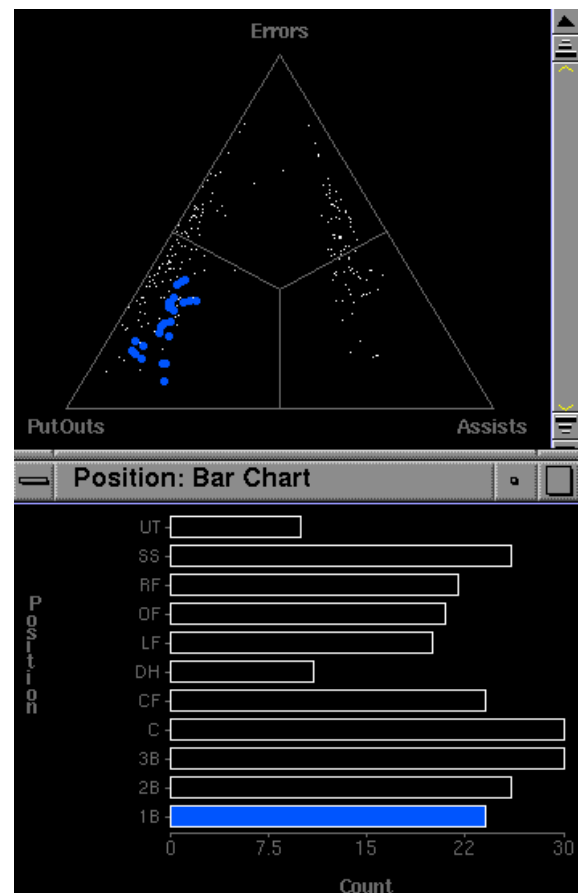 Errors
PutOuts
Assists
Position: Bar Chart
Position
UT
SS
RF
OF
LF
DH
CF
C
3B
2B
1B
0 7.5 15 22 30
Count